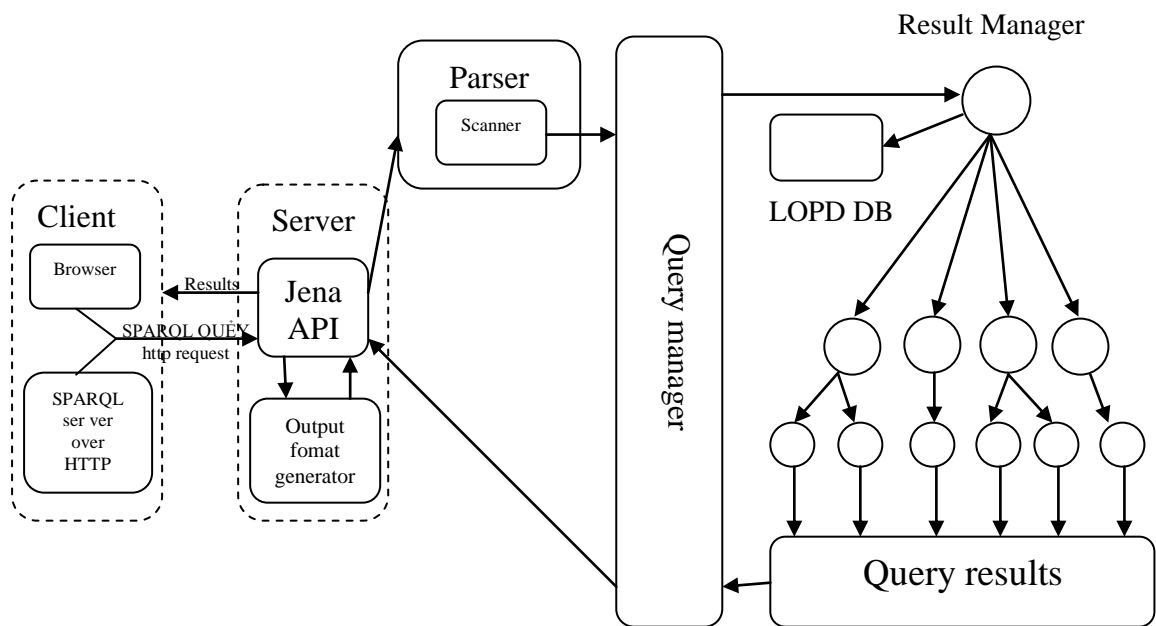 Result Manager
Parser
Scanner
LOPD DB
Client
Server
Query manager
Browser
Results
Jena
API
SPARQL QUEY
http request
SPARQL
ser ver
over
HTTP
Output
fomat
generator
Query results